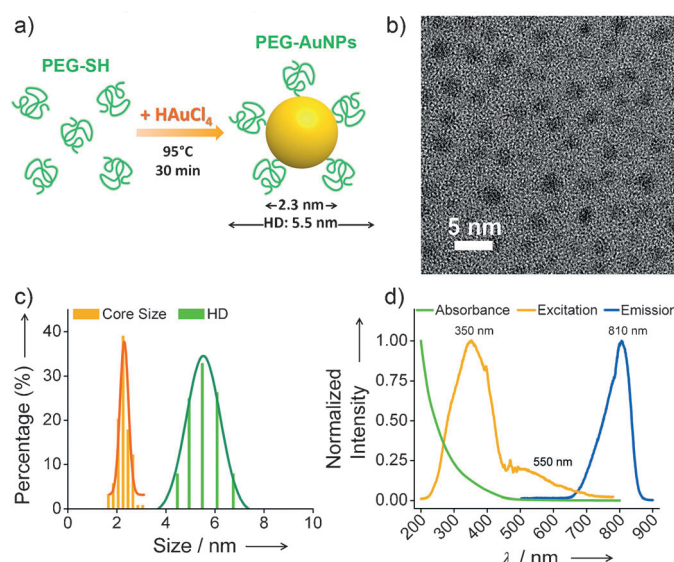 a)
PEG-SH
+ HAuCl₄
95°C
30 min
PEG-AuNPs
2.3 nm
HD: 5.5 nm
b)
5 nm
c)
Core Size
HD
Percentage (%)
40
30
20
10
0
0 2 4 6 8 10
Size / nm
d)
Absorbance Excitation Emission
350 nm 810 nm
550 nm
Normalized
Intensity
1.00
0.75
0.50
0.25
0.00
200 300 400 500 600 700 800 900
λ / nm